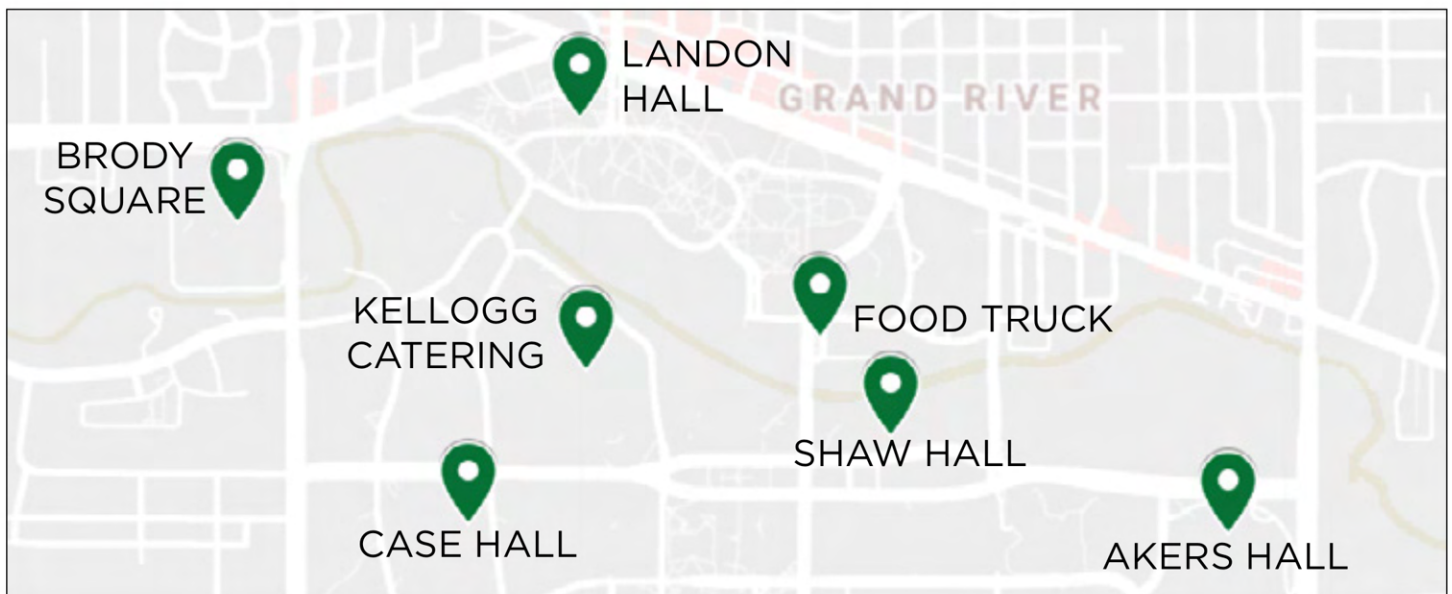 LANDON
HALL
GRAND RIVER
BRODY
SQUARE
KELLOGG
CATERING
FOOD TRUCK
SHAW HALL
CASE HALL
AKERS HALL